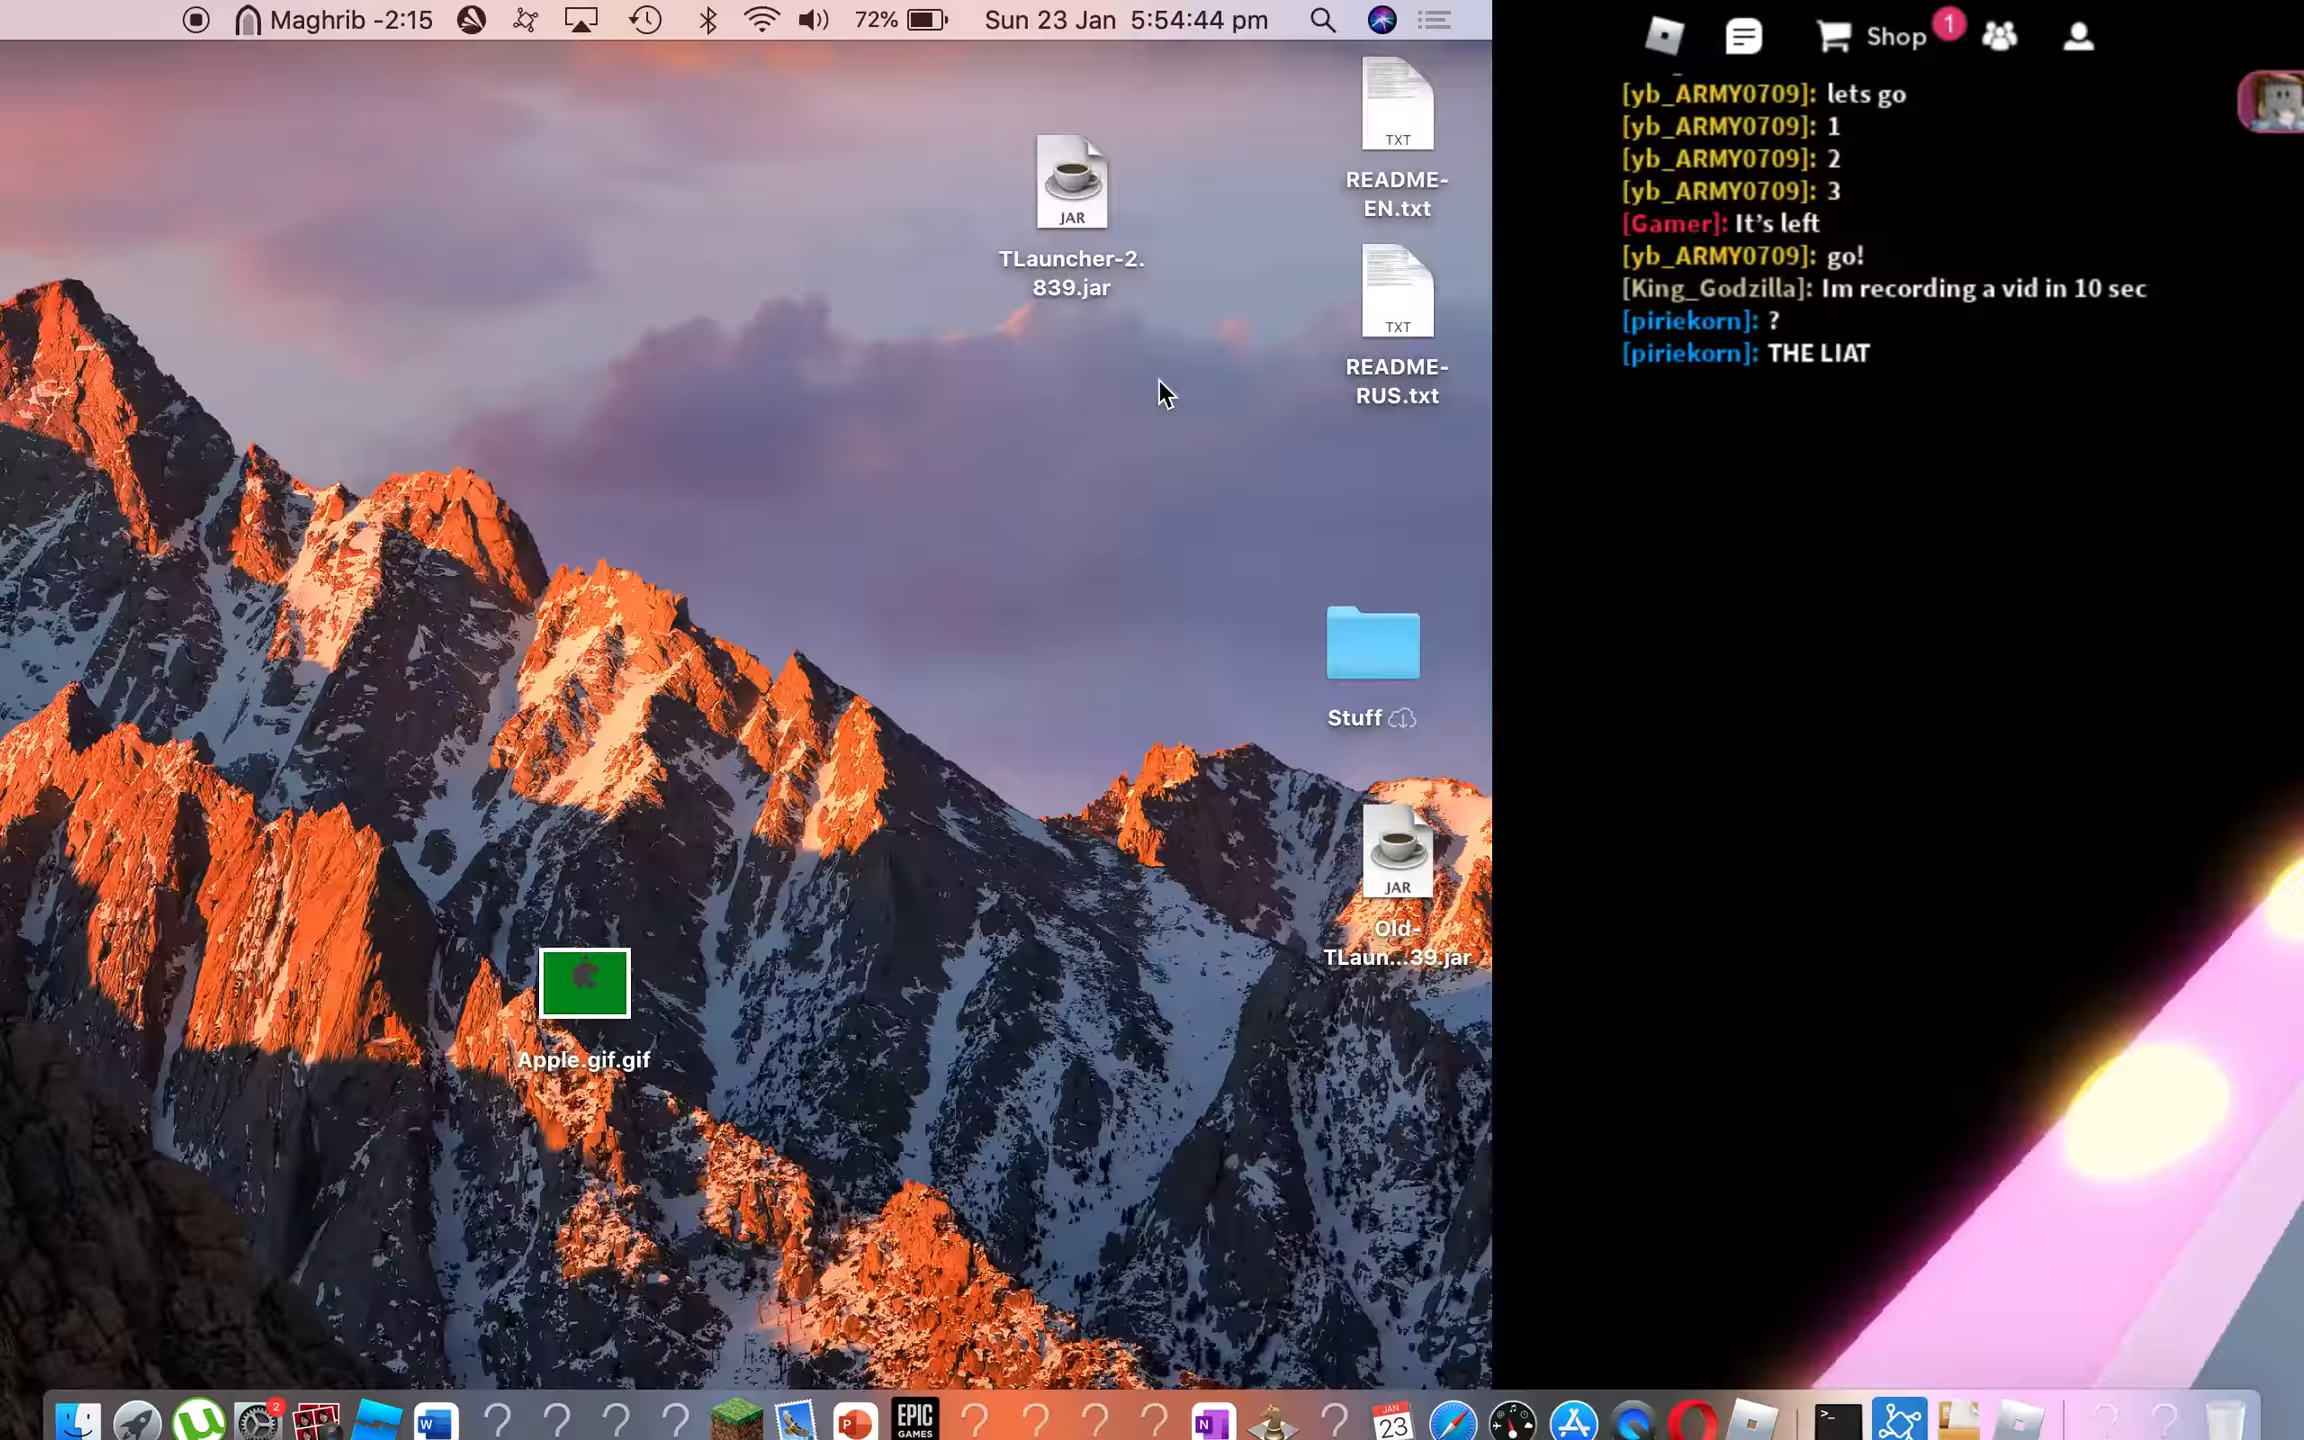 Maghrib -2:15
72%
Sun 23 Jan 5:54:44 pm
TXT
README-
EN.txt
JAR
TLauncher-2.
839.jar
TXT
README-
RUS.txt
Stuff
JAR
Old-
TLaun...39.jar
Apple.gif.gif
Shop
1
[yb_ARMY0709]: lets go
[yb_ARMY0709]: 1
[yb_ARMY0709]: 2
[yb_ARMY0709]: 3
[Gamer]: It’s left
[yb_ARMY0709]: go!
[King_Godzilla]: Im recording a vid in 10 sec
[piriekorn]: ?
[piriekorn]: THE LIAT
2
W
? ? ? ?
P
EPIC
GAMES
? ? ? ?
N
?
JAN
23
>_
? ?